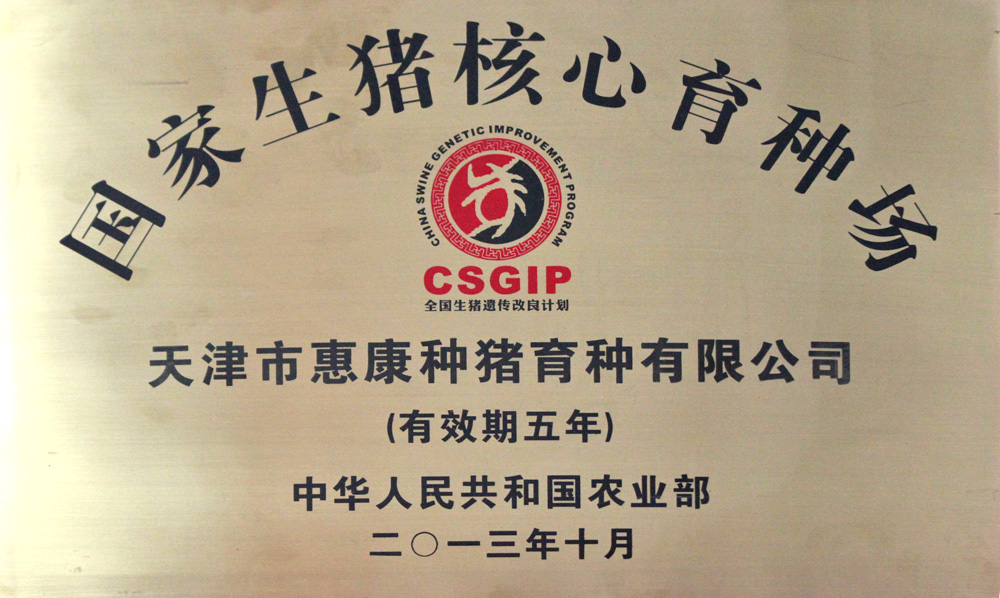 国家生猪核心育种场
CHINA SWINE GENETIC IMPROVEMENT PROGRAM
CSGIP
全国生猪遗传改良计划
天津市惠康种猪育种有限公司
(有效期五年)
中华人民共和国农业部
二〇一三年十月